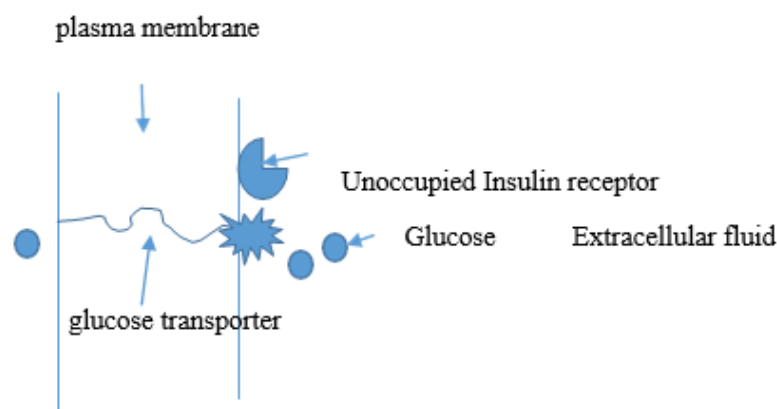 plasma membrane
Unoccupied Insulin receptor
Glucose Extracellular fluid
glucose transporter